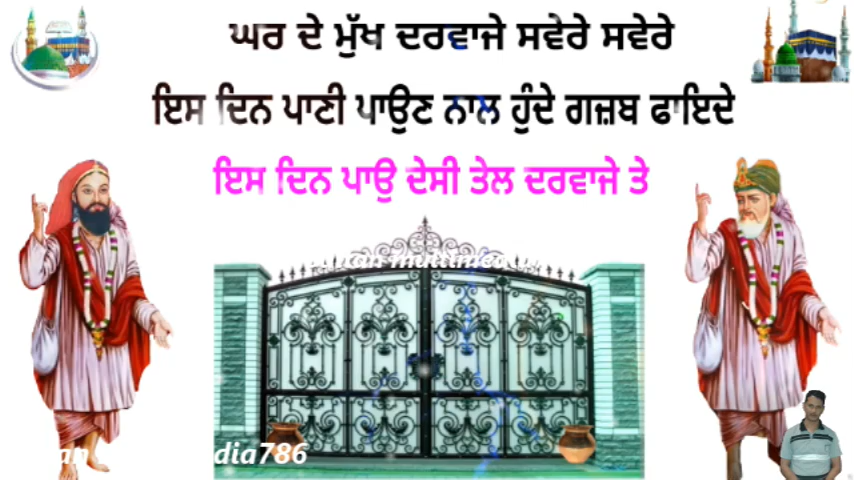 ਘਰ ਦੇ ਮੁੱਖ ਦਰਵਾਜੇ ਸਵੇਰੇ ਸਵੇਰੇ
ਇਸ ਦਿਨ ਪਾਣੀ ਪਾਉਣ ਨਾਲ ਹੁੰਦੇ ਗਜ਼ਬ ਫਾਇਦੇ
ਇਸ ਦਿਨ ਪਾਉ ਦੇਸੀ ਤੇਲ ਦਰਵਾਜੇ ਤੇ